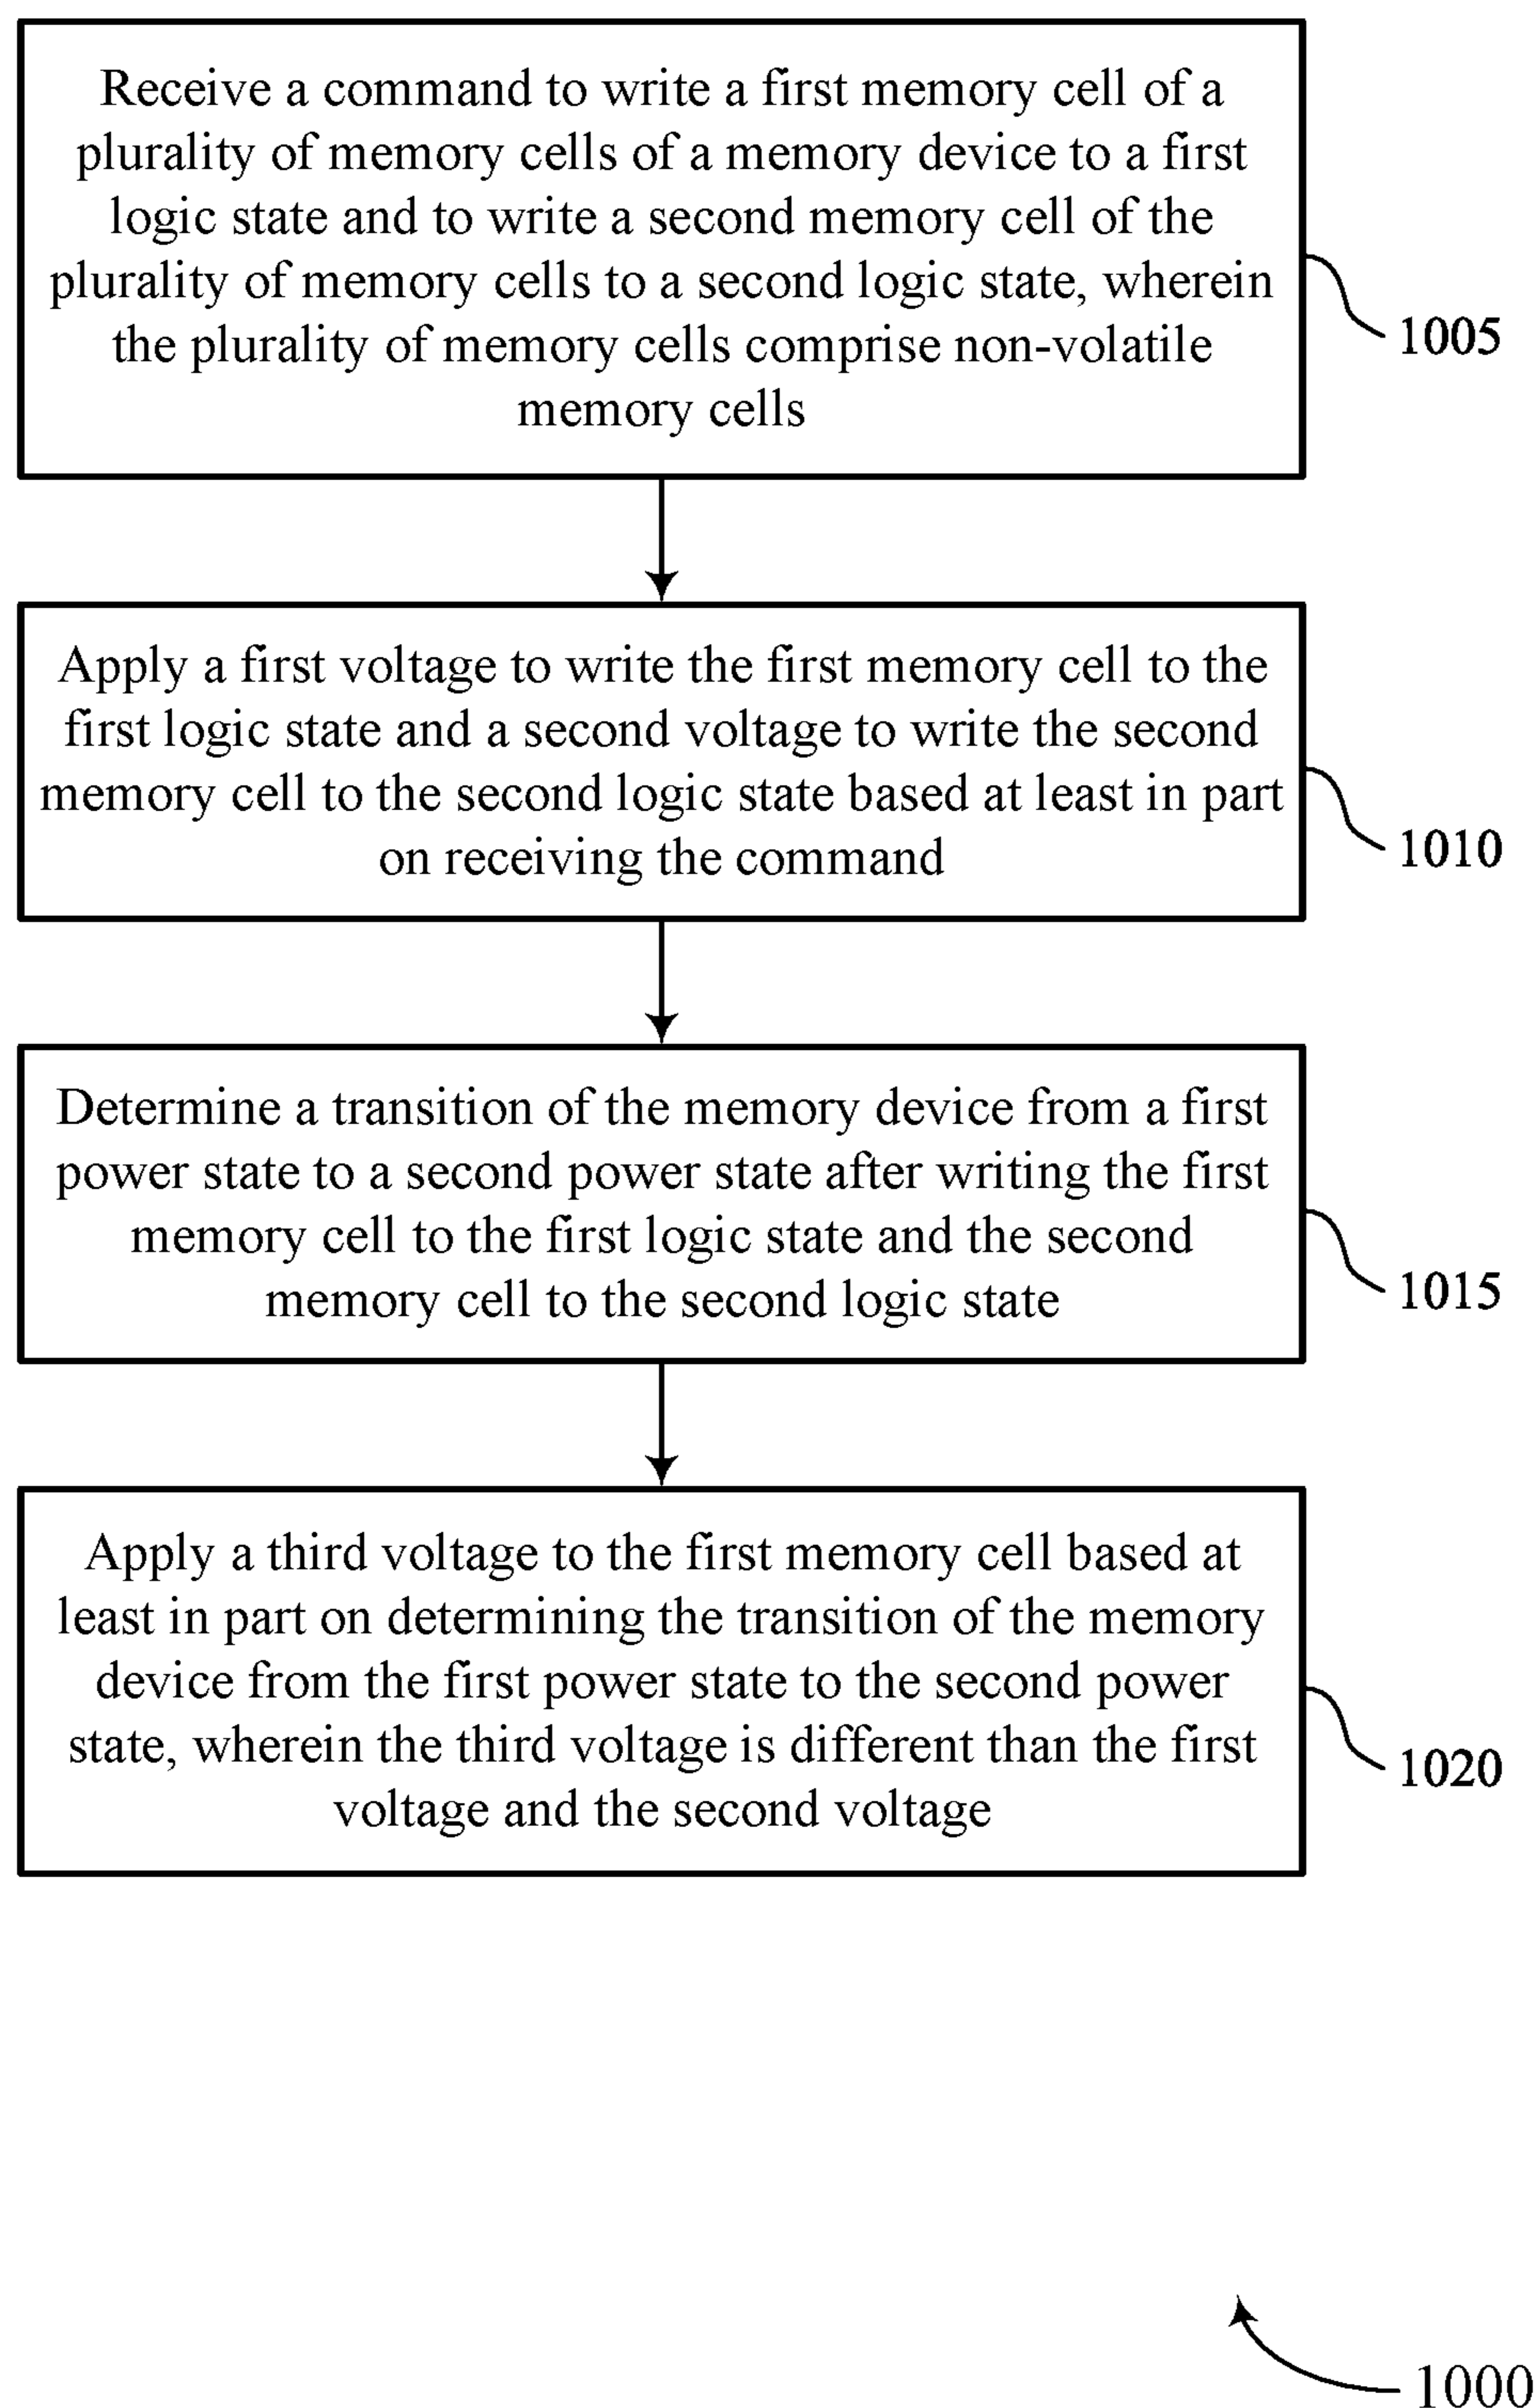 Receive a command to write a first memory cell of a
plurality of memory cells of a memory device to a first
logic state and to write a second memory cell of the
plurality of memory cells to a second logic state, wherein
the plurality of memory cells comprise non-volatile
memory cells
1005
Apply a first voltage to write the first memory cell to the
first logic state and a second voltage to write the second
memory cell to the second logic state based at least in part
on receiving the command
1010
Determine a transition of the memory device from a first
power state to a second power state after writing the first
memory cell to the first logic state and the second
memory cell to the second logic state
1015
Apply a third voltage to the first memory cell based at
least in part on determining the transition of the memory
device from the first power state to the second power
state, wherein the third voltage is different than the first
voltage and the second voltage
1020
1000